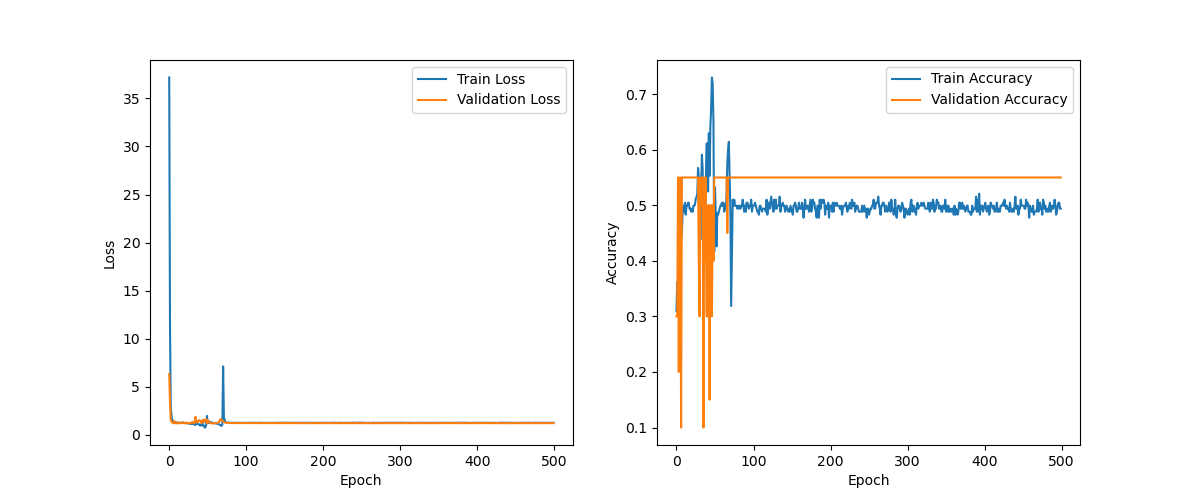 35
30
25
20
15
10
5
0
Loss
0 100 200 300 400 500
Epoch
Train Loss
Validation Loss
0.7
0.6
0.5
0.4
0.3
0.2
0.1
Accuracy
0 100 200 300 400 500
Epoch
Train Accuracy
Validation Accuracy